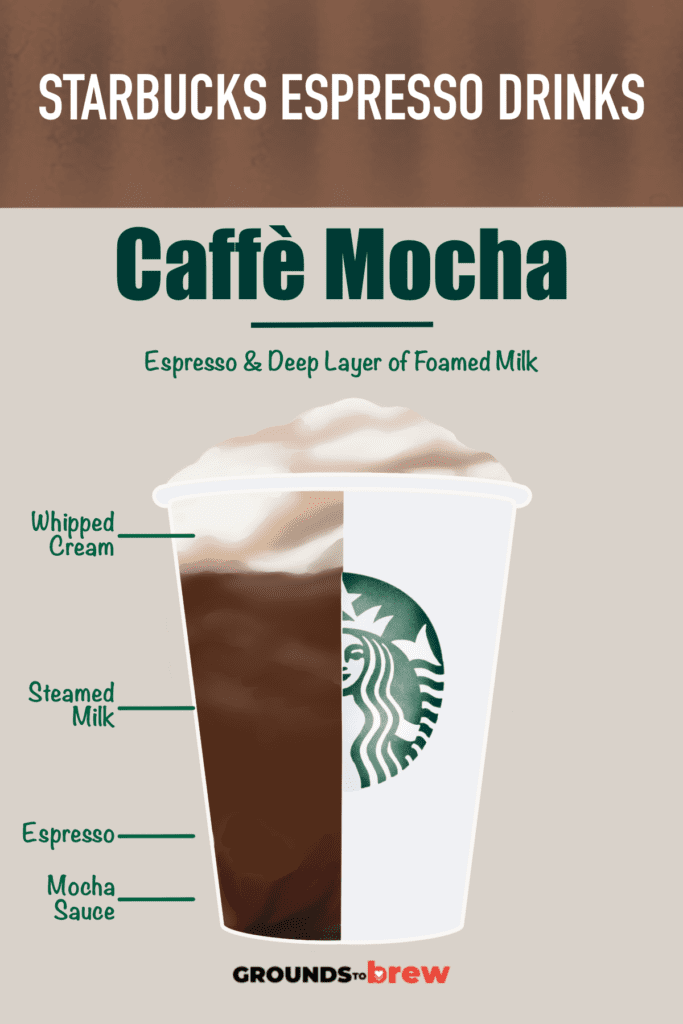 STARBUCKS ESPRESSO DRINKS
Caffè Mocha
Espresso & Deep Layer of Foamed Milk
Whipped
Cream
Steamed
Milk
Espresso
Mocha
Sauce
GROUNDS TO brew